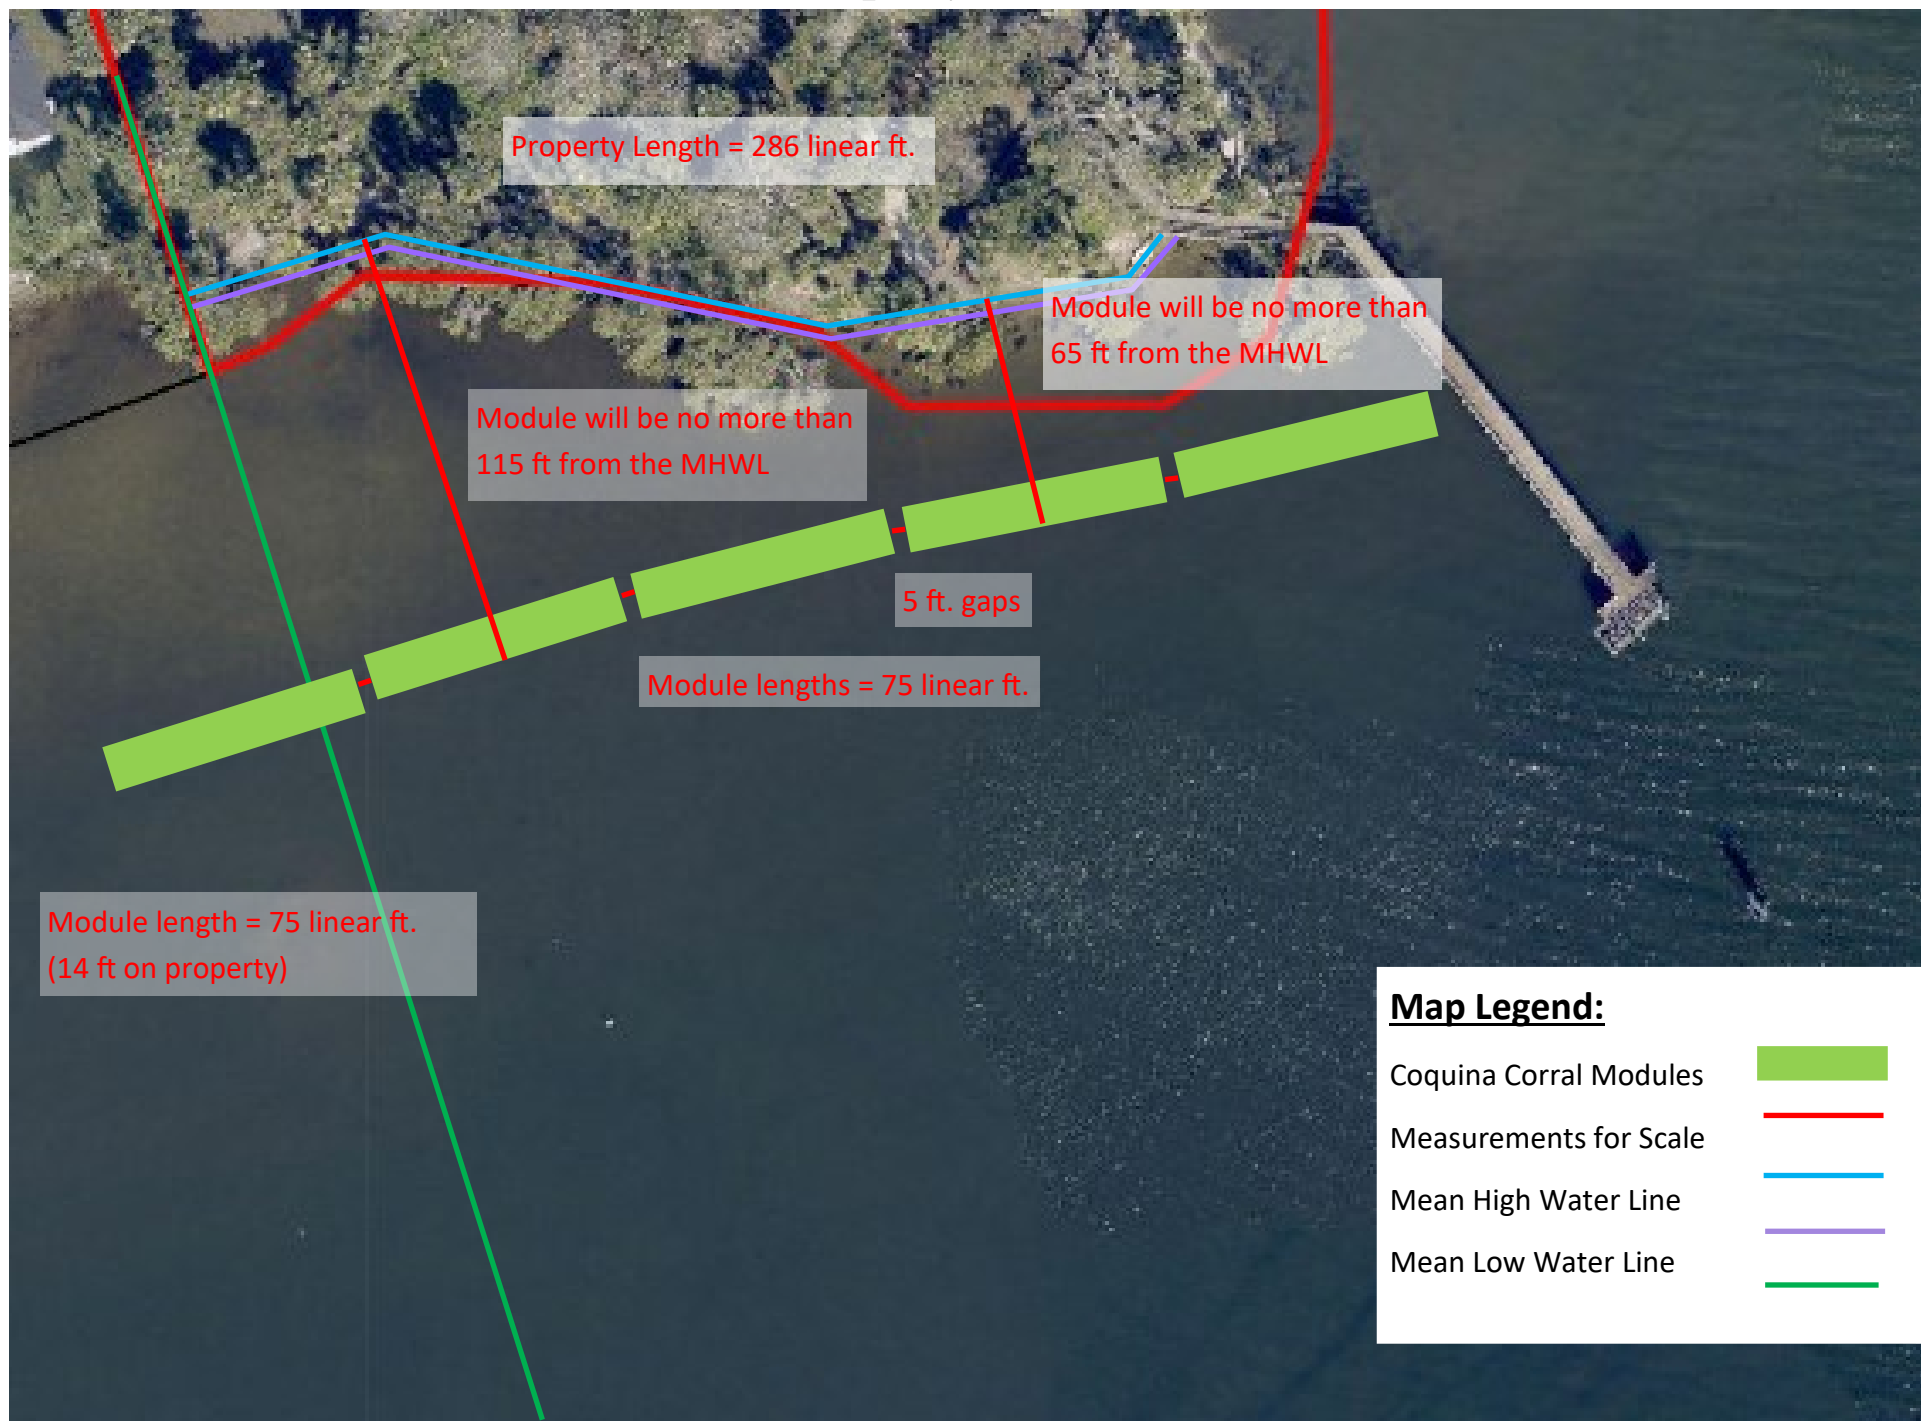 Property Length = 286 linear ft.
Module will be no more than
65 ft from the MHWL
Module will be no more than
115 ft from the MHWL
5 ft. gaps
Module lengths = 75 linear ft.
Module length = 75 linear ft.
(14 ft on property)
Map Legend:
Coquina Corral Modules
Measurements for Scale
Mean High Water Line
Mean Low Water Line